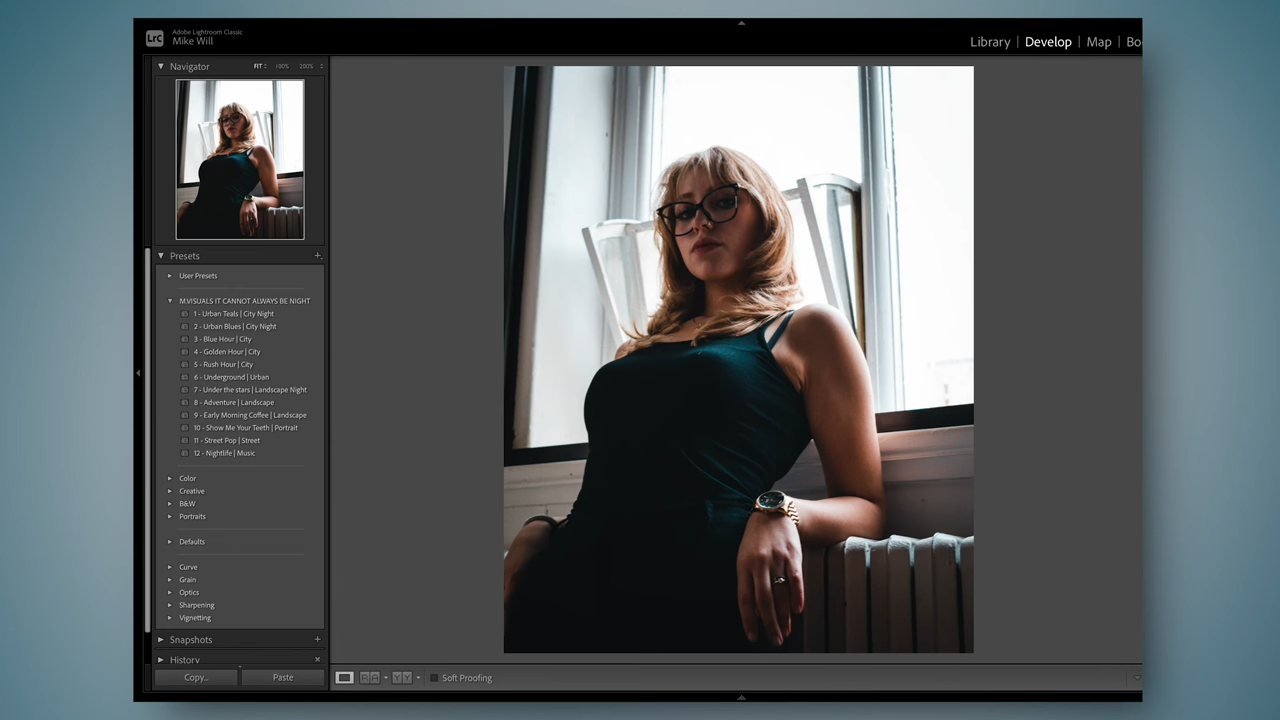 LrC
Adobe Lightroom Classic
Mike Will
Library | Develop | Map | Bo
Navigator
FIT
100%
200%
Presets
User Presets
M.VISUALS IT CANNOT ALWAYS BE NIGHT
1 - Urban Teals | City Night
2 - Urban Blues | City Night
3 - Blue Hour | City
4 - Golden Hour | City
5 - Rush Hour | City
6 - Underground | Urban
7 - Under the stars | Landscape Night
8 - Adventure | Landscape
9 - Early Morning Coffee | Landscape
10 - Show Me Your Teeth | Portrait
11 - Street Pop | Street
12 - Nightlife | Music
Color
Creative
B&W
Portraits
Defaults
Curve
Grain
Optics
Sharpening
Vignetting
Snapshots
History
Copy...
Paste
RA
YY
Soft Proofing